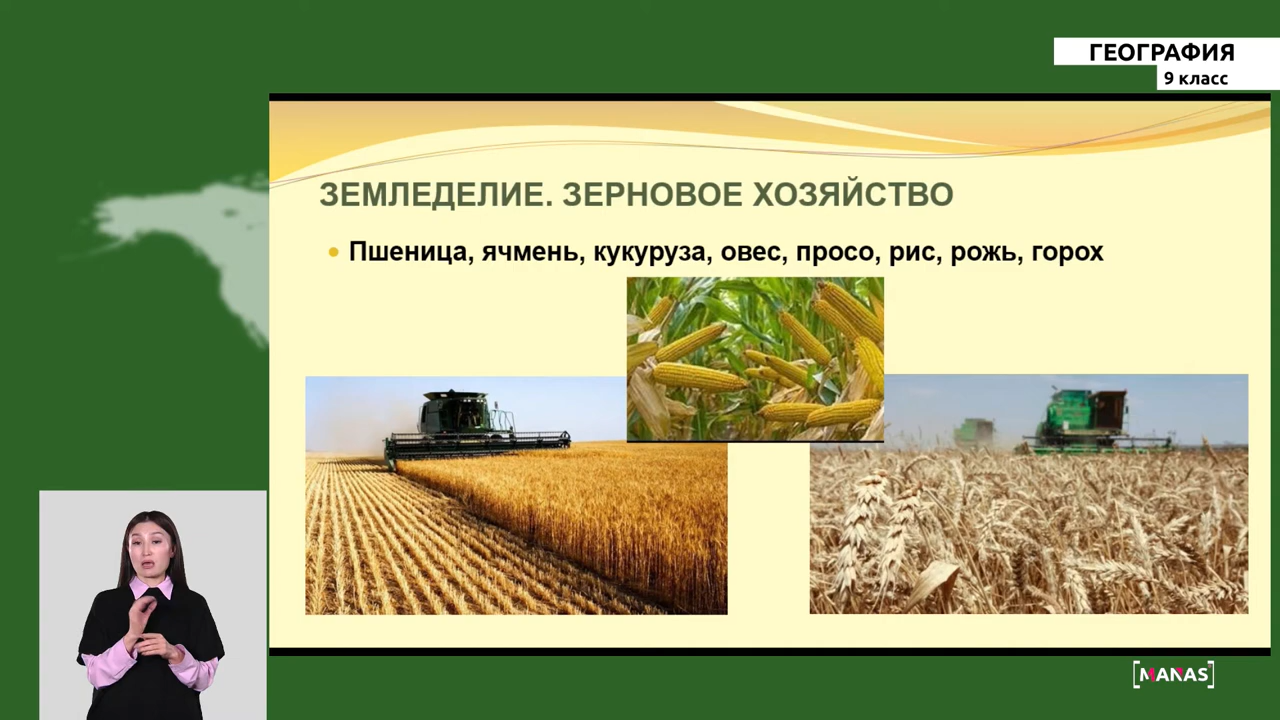 ГЕОГРАФИЯ
9 класс
ЗЕМЛЕДЕЛИЕ. ЗЕРНОВОЕ ХОЗЯЙСТВО
Пшеница, ячмень, кукуруза, овес, просо, рис, рожь, горох
[MANAS]